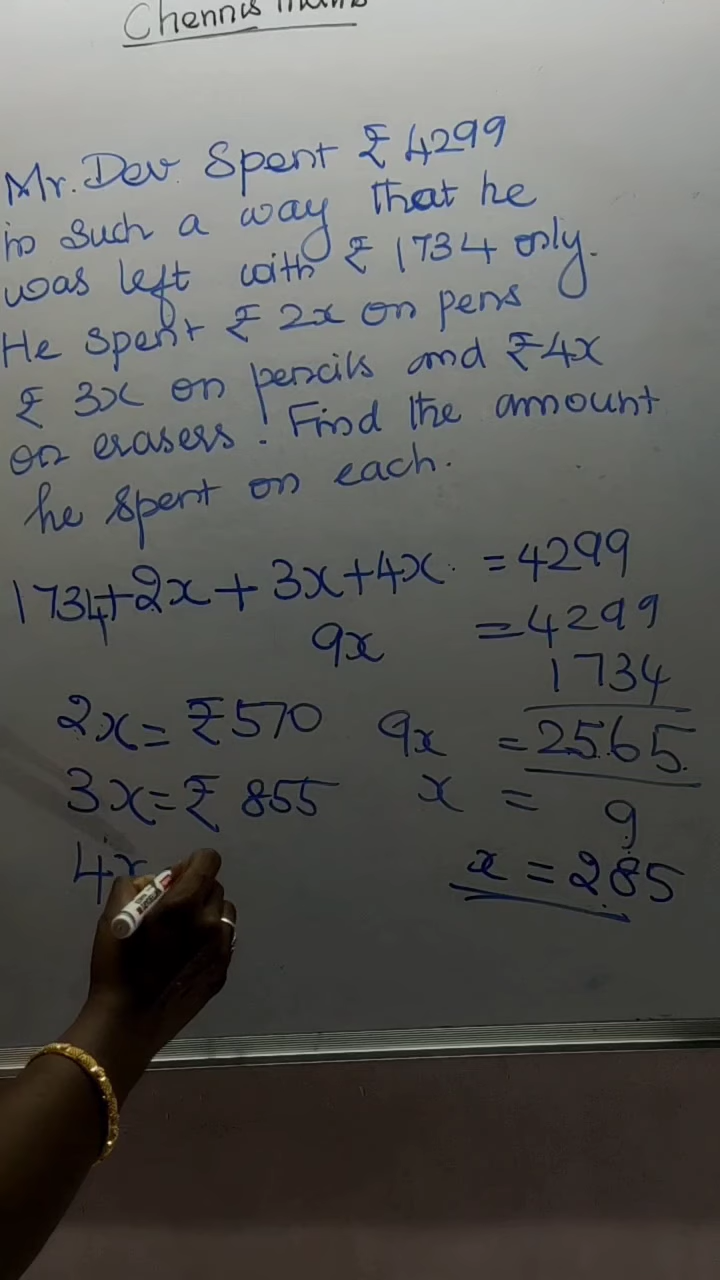 Mr. Dev Spent ₹ 4299
in such a way that he
was left with ₹ 1734 only.
He spent ₹ 2x on pens
₹ 3x on pencils and ₹4x
on erasers. Find the amount
he spent on each.
1734+2x + 3x+4x = 4299
9x = 4299
1734
2x = ₹570 9x = 2565
3x = ₹ 855 x = 9
4x x = 285